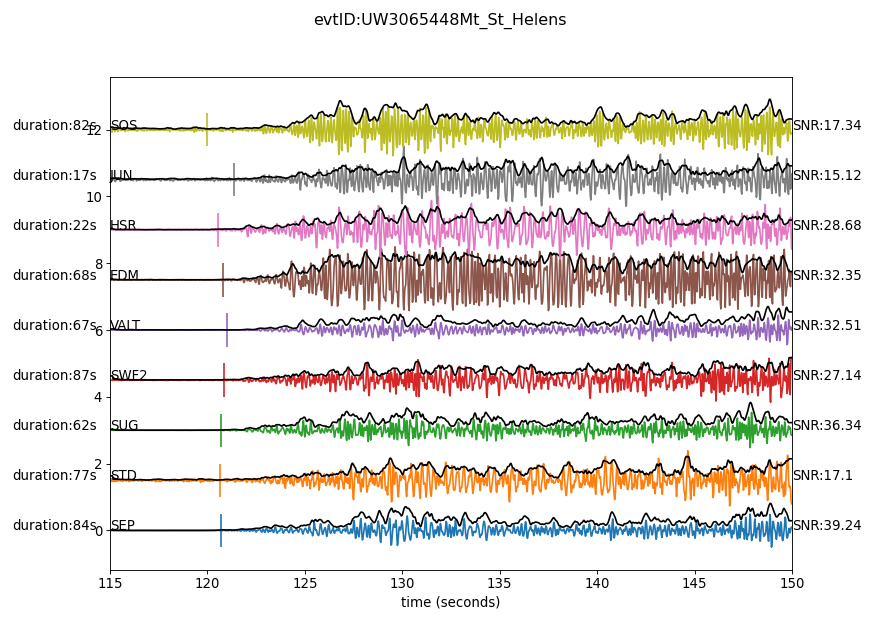 evtID:UW3065448Mt_St_Helens
duration:82s SOS SNR:17.34
12
duration:17s JUN SNR:15.12
10
duration:22s HSR SNR:28.68
8
duration:68s EDM SNR:32.35
duration:67s VALT SNR:32.51
6
duration:87s SWF2 SNR:27.14
4
duration:62s SUG SNR:36.34
2
duration:77s STD SNR:17.1
duration:84s SEP SNR:39.24
0
115 120 125 130 135 140 145 150
time (seconds)